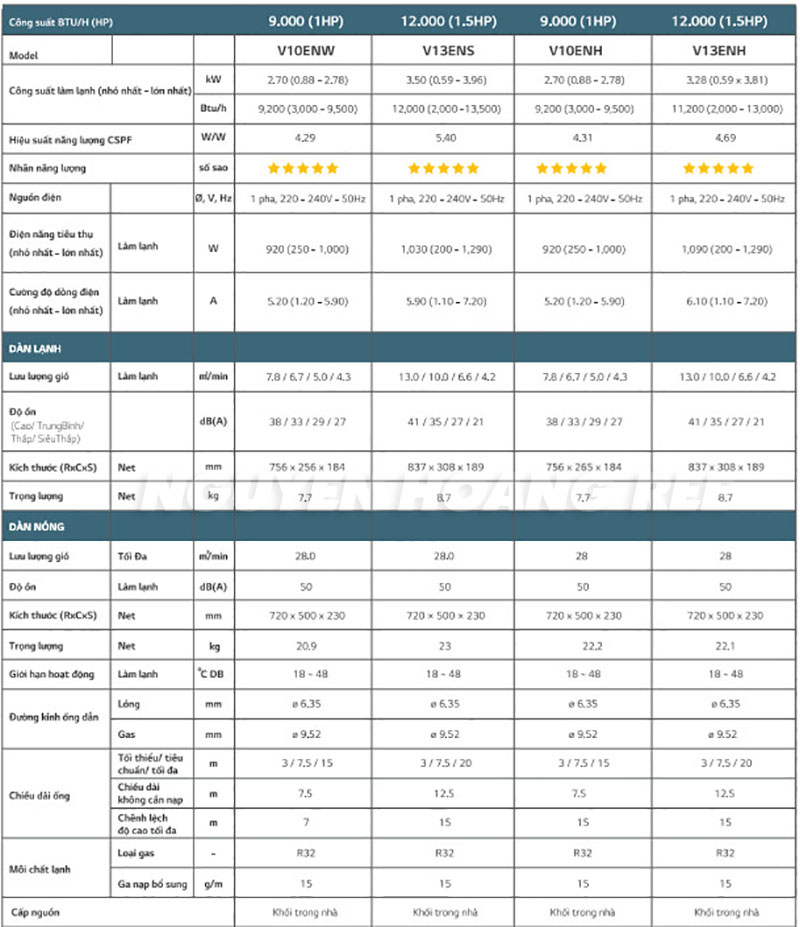 Công suất BTU/H (HP) 9.000 (1HP) 12.000 (1.5HP) 9.000 (1HP) 12.000 (1.5HP)
Model V10ENW V13ENS V10ENH V13ENH
Công suất làm lạnh (nhỏ nhất - lớn nhất) kW 2,70 (0,88 - 2,78) 3,50 (0,59 - 3,96) 2,70 (0,88 - 2,78) 3,28 (0,59 x 3,81)
Btu/h 9,200 (3,000 - 9,500) 12,000 (2,000 -13,500) 9,200 (3,000 - 9,500) 11,200 (2,000 - 13,000)
Hiệu suất năng lượng CSPF W/W 4,29 5,40 4,31 4,69
Nhãn năng lượng số sao ★★★★★ ★★★★★ ★★★★★ ★★★★★
Nguồn điện Ø, V, Hz 1 pha, 220 - 240V - 50Hz 1 pha, 220 - 240V - 50Hz 1 pha, 220 - 240V - 50Hz 1 pha, 220 - 240V - 50Hz
Điện năng tiêu thụ
(nhỏ nhất - lớn nhất) Làm lạnh W 920 (250 - 1,000) 1,030 (200 - 1,290) 920 (250 - 1,000) 1,090 (200 - 1,290)
Cường độ dòng điện
(nhỏ nhất - lớn nhất) Làm lạnh A 5.20 (1.20 - 5.90) 5.90 (1.10 - 7.20) 5.20 (1.20 - 5.90) 6.10 (1.10 - 7.20)
DÀN LẠNH
Lưu lượng gió Làm lạnh m³/min 7.8 / 6.7 / 5.0 / 4.3 13.0 / 10.0 / 6.6 / 4.2 7.8 / 6.7 / 5.0 / 4.3 13.0 / 10.0 / 6.6 / 4.2
Độ ồn
(Cao/ TrungBình/
Thấp/ SiêuThấp) dB(A) 38 / 33 / 29 / 27 41 / 35 / 27 / 21 38 / 33 / 29 / 27 41 / 35 / 27 / 21
Kích thước (RxCxS) Net mm 756 x 256 x 184 837 x 308 x 189 756 x 265 x 184 837 x 308 x 189
Trọng lượng Net kg 7,7 8,7 7,7 8.7
NGUYEN HOANG REE
DÀN NÓNG
Lưu lượng gió Tối Đa m³/min 28.0 28.0 28 28
Độ ồn Làm lạnh dB(A) 50 50 50 50
Kích thước (RxCxS) Net mm 720 x 500 x 230 720 x 500 x 230 720 x 500 x 230 720 x 500 x 230
Trọng lượng Net kg 20,9 23 22,2 22,1
Giới hạn hoạt động Làm lạnh °C DB 18 ~ 48 18 ~ 48 18 ~ 48 18 ~ 48
Đường kính ống dẫn Lỏng mm ø 6.35 ø 6.35 ø 6.35 ø 6.35
Gas mm ø 9.52 ø 9.52 ø 9.52 ø 9.52
Chiều dài ống Tối thiểu/ tiêu
chuẩn/ tối đa m 3 / 7,5 / 15 3 / 7,5 / 20 3 / 7,5 / 15 3 / 7,5 / 20
Chiều dài
không cần nạp m 7.5 12.5 7.5 12.5
Chênh lệch
độ cao tối đa m 7 15 15 15
Môi chất lạnh Loại gas - R32 R32 R32 R32
Ga nạp bổ sung g/m 15 15 15 15
Cấp nguồn Khối trong nhà Khối trong nhà Khối trong nhà Khối trong nhà